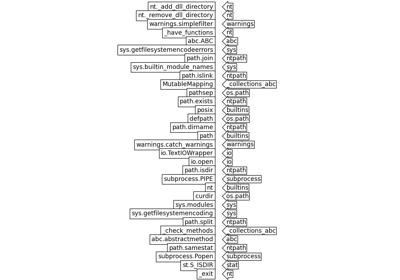 nt._add_dll_directory nt
nt._remove_dll_directory nt
warnings.simplefilter warnings
_have_functions nt
abc.ABC abc
sys.getfilesystemencodeerrors sys
path.join ntpath
sys.builtin_module_names sys
path.islink ntpath
MutableMapping _collections_abc
pathsep os.path
path.exists ntpath
posix builtins
defpath os.path
path.dirname ntpath
path builtins
warnings.catch_warnings warnings
io.TextIOWrapper io
io.open io
path.isdir ntpath
subprocess.PIPE subprocess
nt builtins
curdir os.path
sys.modules sys
sys.getfilesystemencoding sys
path.split ntpath
_check_methods _collections_abc
abc.abstractmethod abc
path.samestat ntpath
subprocess.Popen subprocess
st.S_ISDIR stat
_exit nt